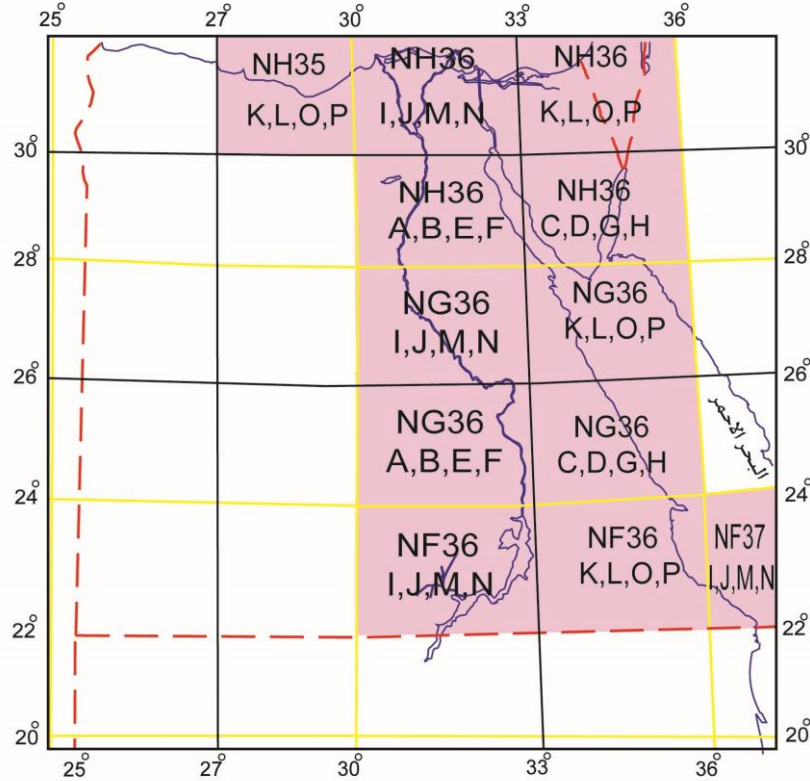 25° 27° 30° 33° 36°
NH35 NH36 NH36
K,L,O,P I,J,M,N K,L,O,P
30° 30°
NH36 NH36
A,B,E,F C,D,G,H
28° 28°
NG36 NG36
I,J,M,N K,L,O,P
26° 26°
البحر الاحمر
NG36 NG36
A,B,E,F C,D,G,H
24° 24°
NF36 NF36 NF37
I,J,M,N K,L,O,P I,J,M,N
22° 22°
20° 20°
25° 27° 30° 33° 36°